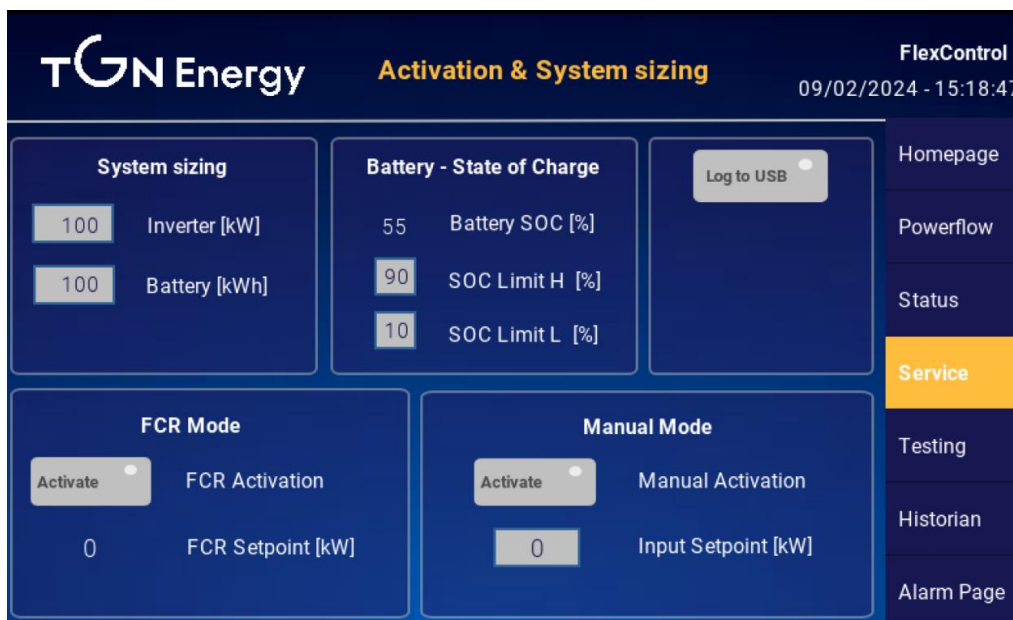 TGN Energy
Activation & System sizing
FlexControl
09/02/2024 - 15:18:47
System sizing
100 Inverter [kW]
100 Battery [kWh]
Battery - State of Charge
55 Battery SOC [%]
90 SOC Limit H [%]
10 SOC Limit L [%]
Log to USB
FCR Mode
Activate FCR Activation
0 FCR Setpoint [kW]
Manual Mode
Activate Manual Activation
0 Input Setpoint [kW]
Homepage
Powerflow
Status
Service
Testing
Historian
Alarm Page